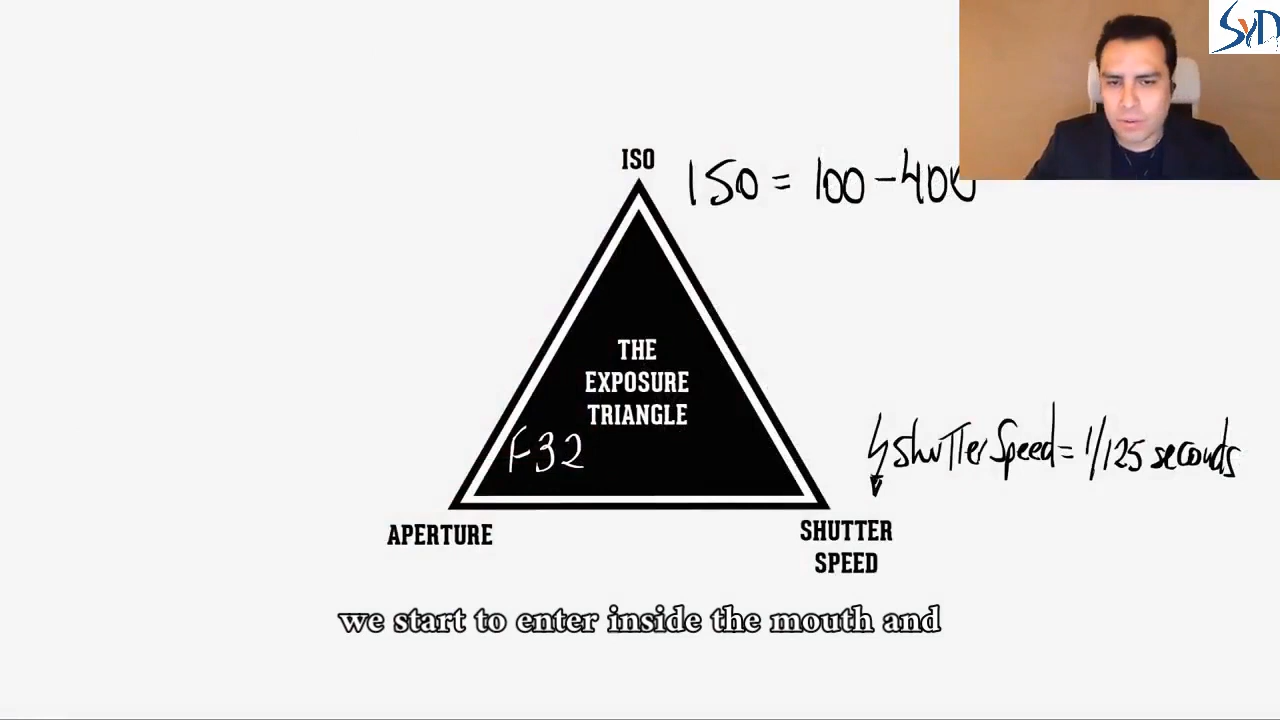 SyD
ISO
ISO = 100 - 400
THE
EXPOSURE
TRIANGLE
F32
Shutter Speed = 1/125 seconds
APERTURE
SHUTTER
SPEED
we start to enter inside the mouth and